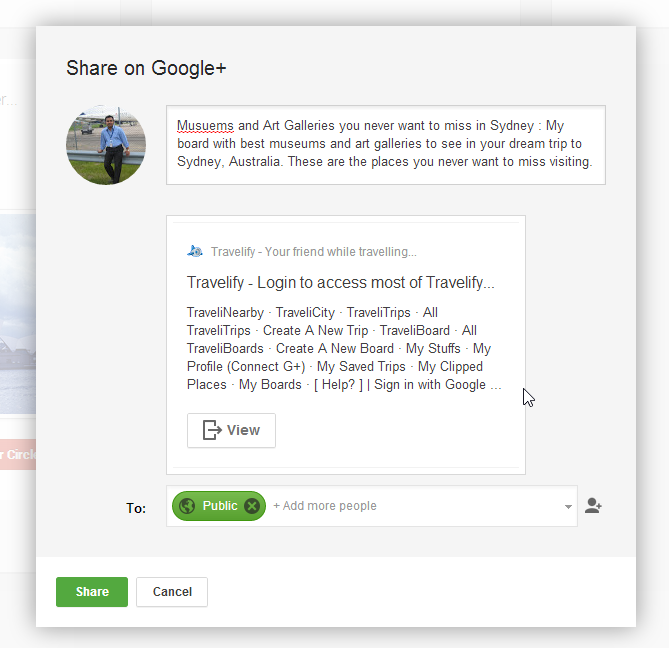 Share on Google+
Musuems and Art Galleries you never want to miss in Sydney : My
board with best museums and art galleries to see in your dream trip to
Sydney, Australia. These are the places you never want to miss visiting.
Travelify - Your friend while travelling...
Travelify - Login to access most of Travelify...
TraveliNearby · TraveliCity · TraveliTrips · All
TraveliTrips · Create A New Trip · TraveliBoard · All
TraveliBoards · Create A New Board · My Stuffs · My
Profile (Connect G+) · My Saved Trips · My Clipped
Places · My Boards · [ Help? ] | Sign in with Google ...
View
To: Public + Add more people
r Circle
Share Cancel